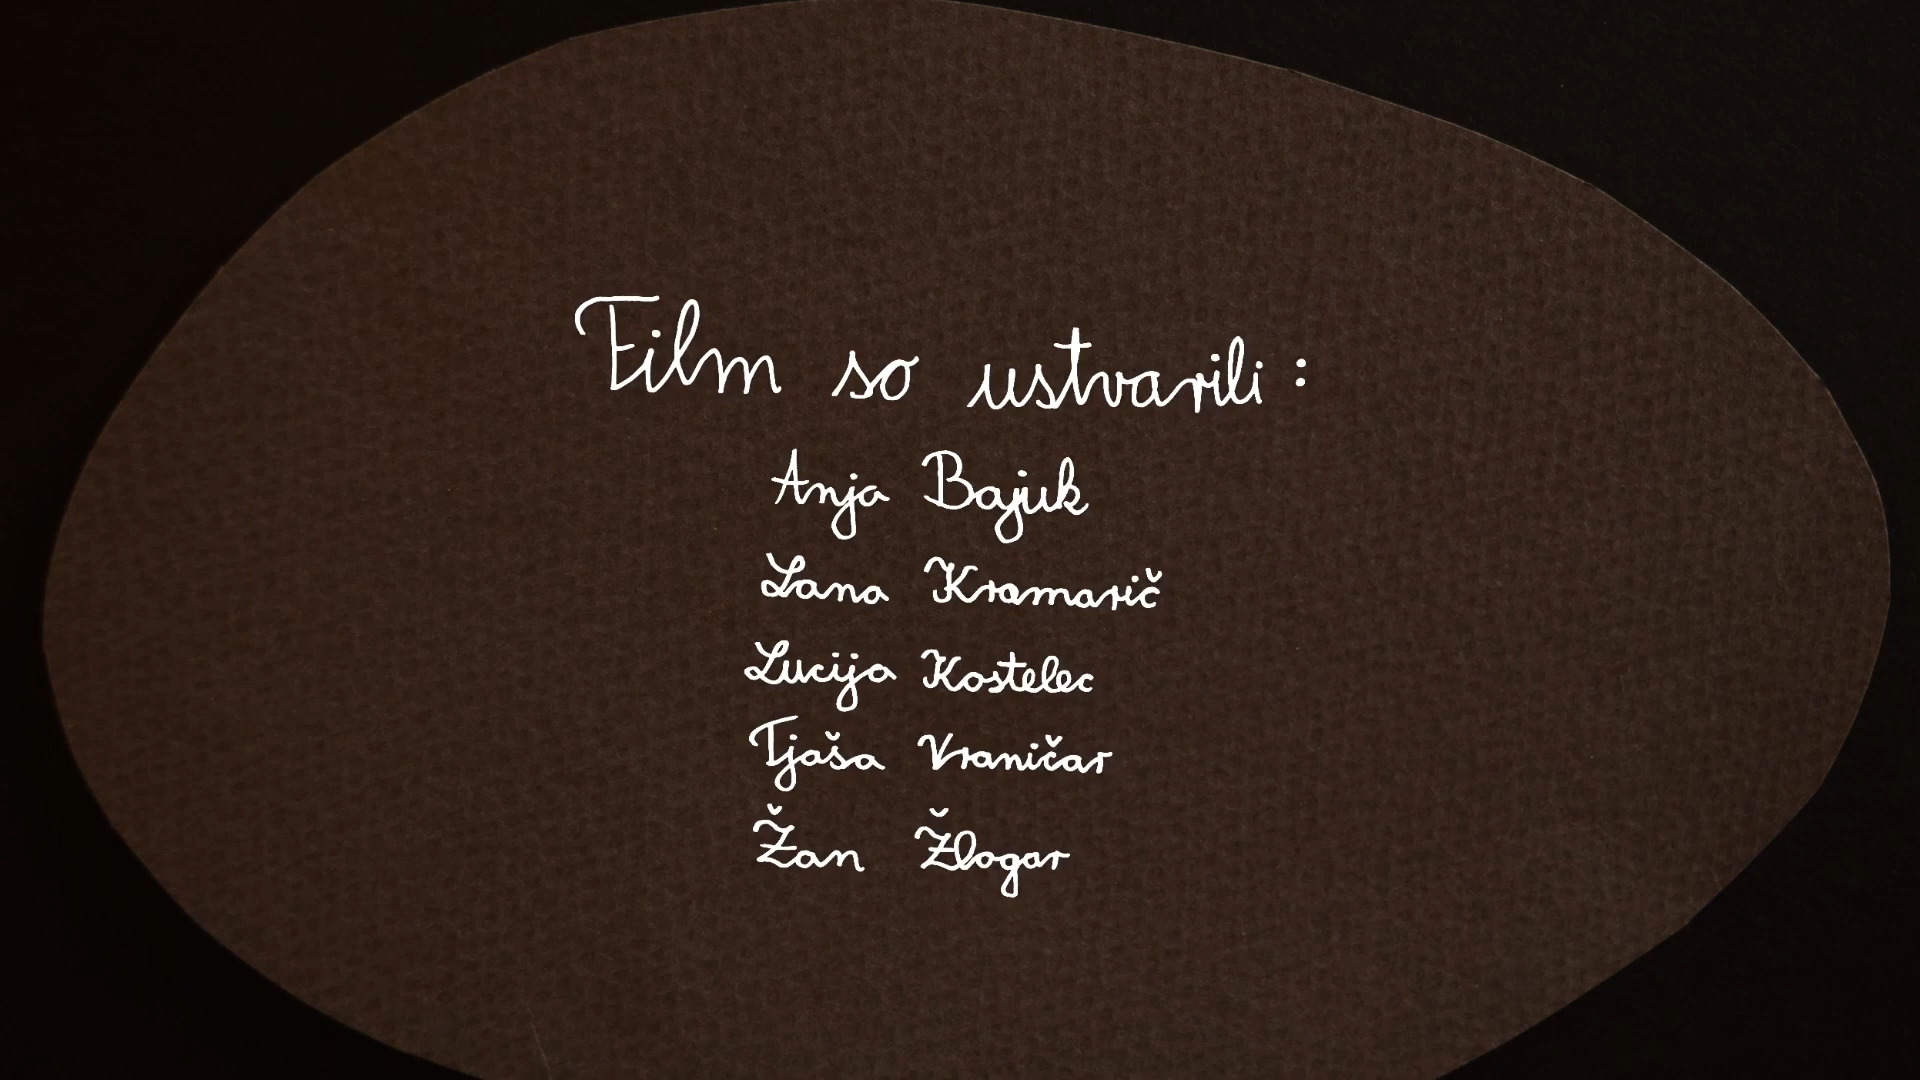 Film so ustvarili:
Anja Bajuk
Lana Kramarič
Lucija Kostelec
Tjaša Vraničar
Žan Žlogar